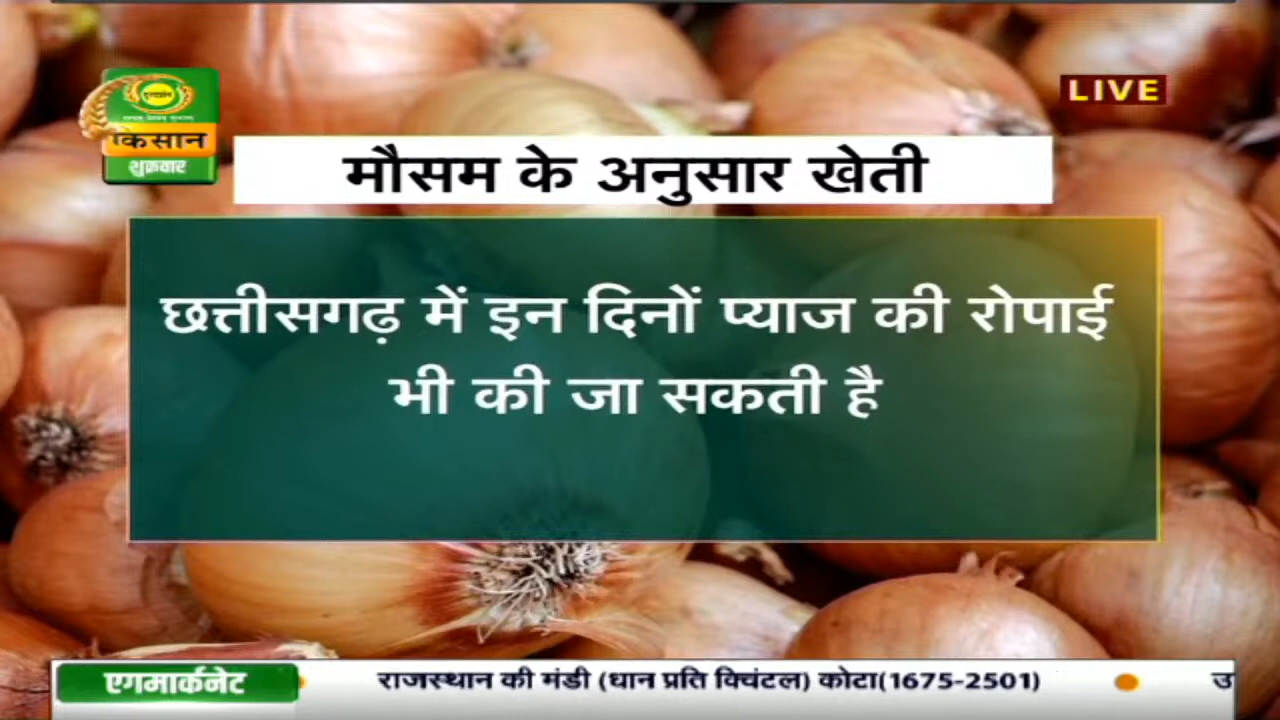 किसान
शुक्रवार
LIVE
मौसम के अनुसार खेती
छत्तीसगढ़ में इन दिनों प्याज की रोपाई
भी की जा सकती है
एगमार्कनेट
राजस्थान की मंडी (धान प्रति क्विंटल) कोटा(1675-2501)